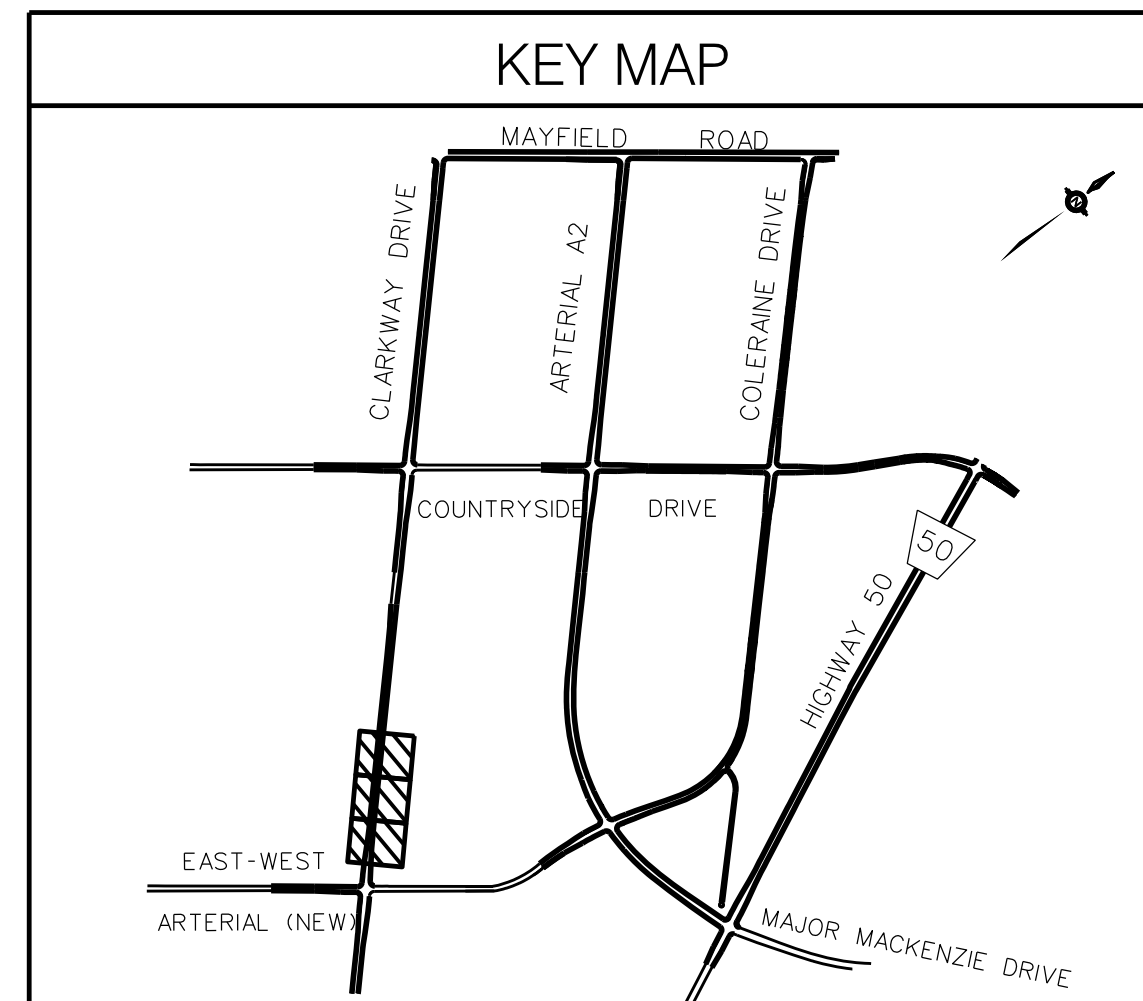 KEY MAP
MAYFIELD ROAD
CLARKWAY DRIVE
ARTERIAL A2
COLERAINE DRIVE
N
COUNTRYSIDE DRIVE
50
HIGHWAY 50
EAST-WEST
ARTERIAL (NEW)
MAJOR MACKENZIE DRIVE